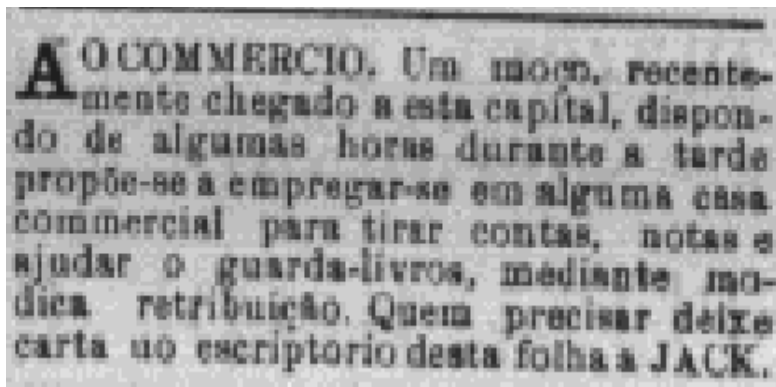 AO COMMERCIO. Um moço, recente-
mente chegado a esta capital, dispon-
do de algumas horas durante a tarde
propõe-se a empregar-se em alguma casa
commercial para tirar contas, notas e
ajudar o guarda-livros, mediante mo-
dica retribuição. Quem precisar deixe
carta no escriptorio desta folha a JACK.